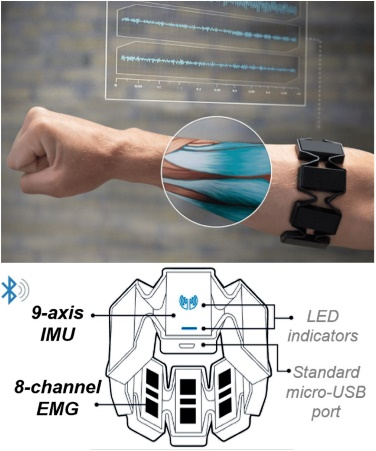 9-axis
IMU
LED
indicators
8-channel
EMG
Standard
micro-USB
port